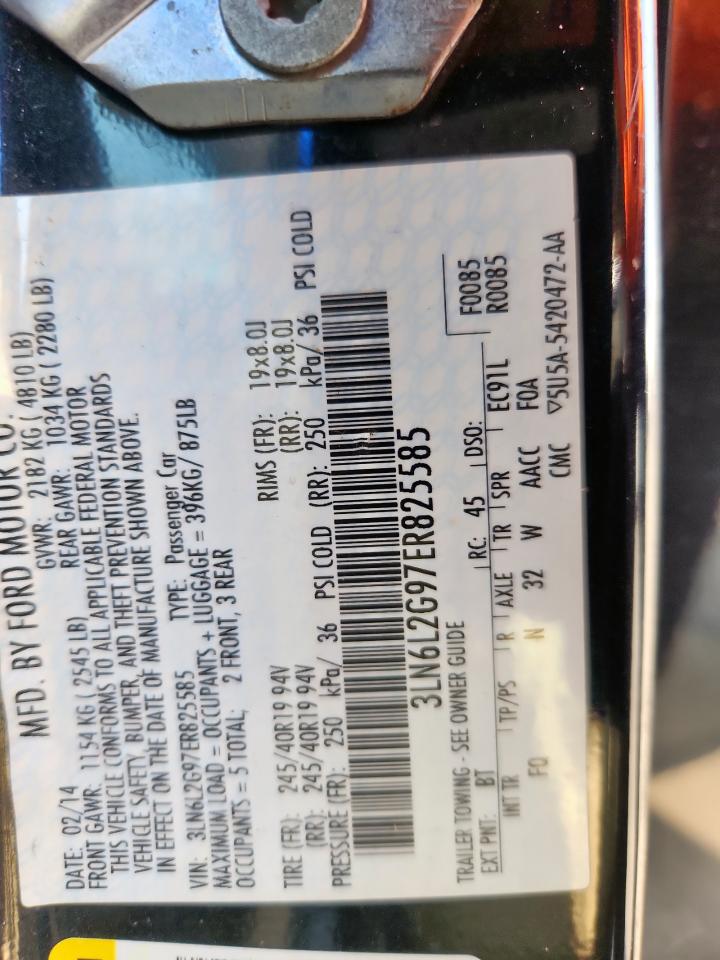 MFD. BY FORD MOTOR CO.
DATE: 02/14 GVWR: 2182 KG ( 4810 LB)
FRONT GAWR: 1154 KG ( 2545 LB) REAR GAWR: 1034 KG ( 2280 LB)
THIS VEHICLE CONFORMS TO ALL APPLICABLE FEDERAL MOTOR
VEHICLE SAFETY, BUMPER, AND THEFT PREVENTION STANDARDS
IN EFFECT ON THE DATE OF MANUFACTURE SHOWN ABOVE.
VIN: 3LN6L2G97ER825585 TYPE: Passenger Car
MAXIMUM LOAD = OCCUPANTS + LUGGAGE = 396KG/ 875LB
OCCUPANTS = 5 TOTAL; 2 FRONT, 3 REAR
TIRE (FR): 245/40R19 94V RIMS (FR): 19x8.0J
(RR): 245/40R19 94V (RR): 19x8.0J
PRESSURE (FR): 250 kPa/ 36 PSI COLD (RR): 250 kPa/ 36 PSI COLD
3LN6L2G97ER825585
TRAILER TOWING - SEE OWNER GUIDE F0085
EXT PNT: BT RC: 45 DSO: R0085
INT TR TP/PS R AXLE TR SPR EC91L
FO N 32 W AACC F0A
CMC ▽5U5A-5420472-AA